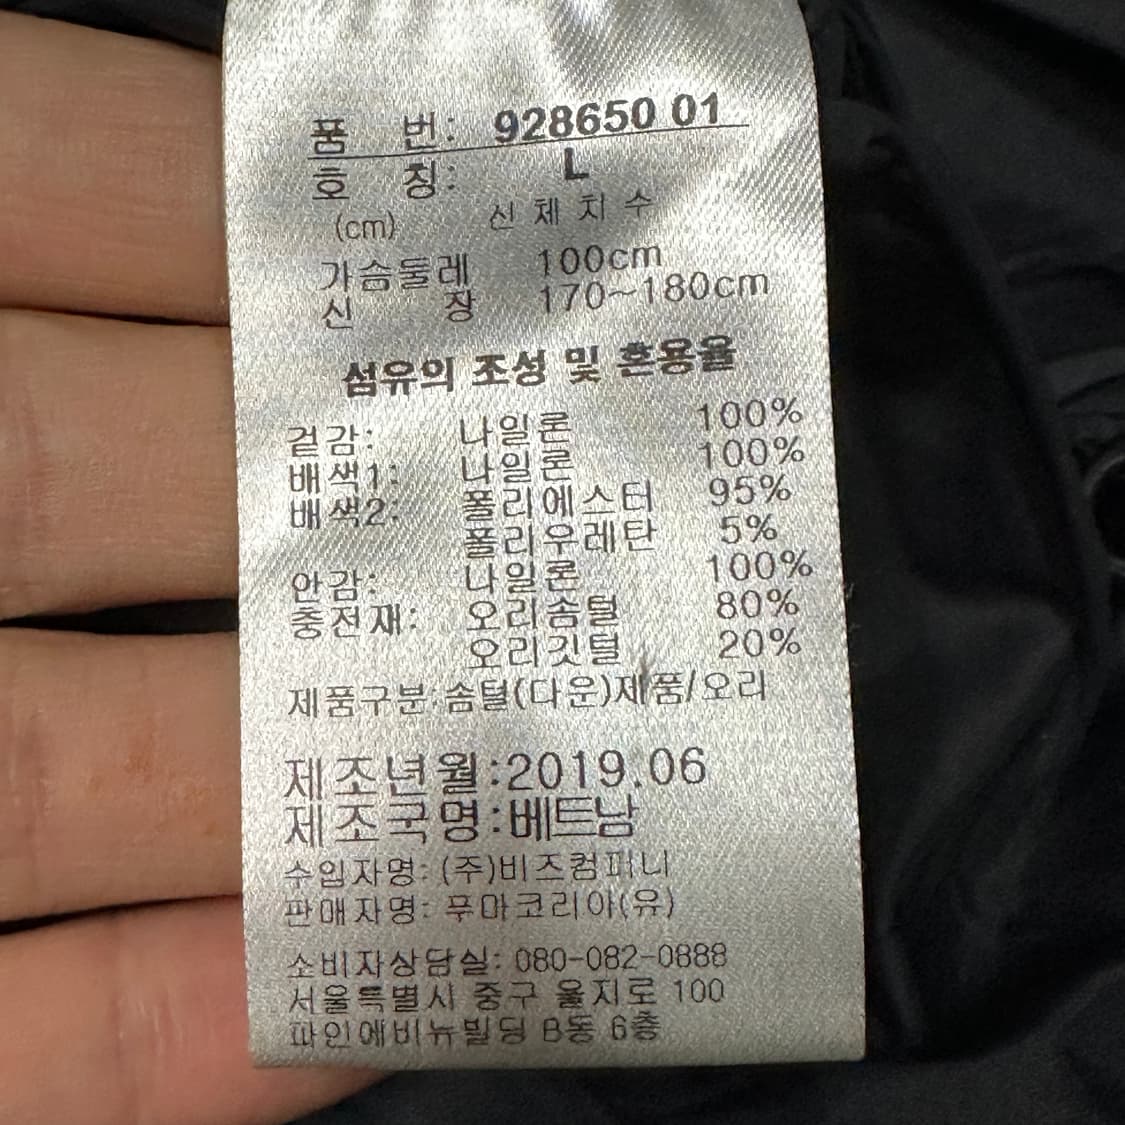 품 번: 928650 01
호 칭: L
(cm) 신체치수
가슴둘레 100cm
신 장 170~180cm
섬유의 조성 및 혼용율
겉감: 나일론 100%
배색1: 나일론 100%
배색2: 폴리에스터 95%
폴리우레탄 5%
안감: 나일론 100%
충전재: 오리솜털 80%
오리깃털 20%
제품구분:솜털(다운)제품/오리
제조년월:2019.06
제조국명:베트남
수입자명: (주)비즈컴퍼니
판매자명: 푸마코리아(유)
소비자상담실: 080-082-0888
서울특별시 중구 을지로 100
파인에비뉴빌딩 B동 6층